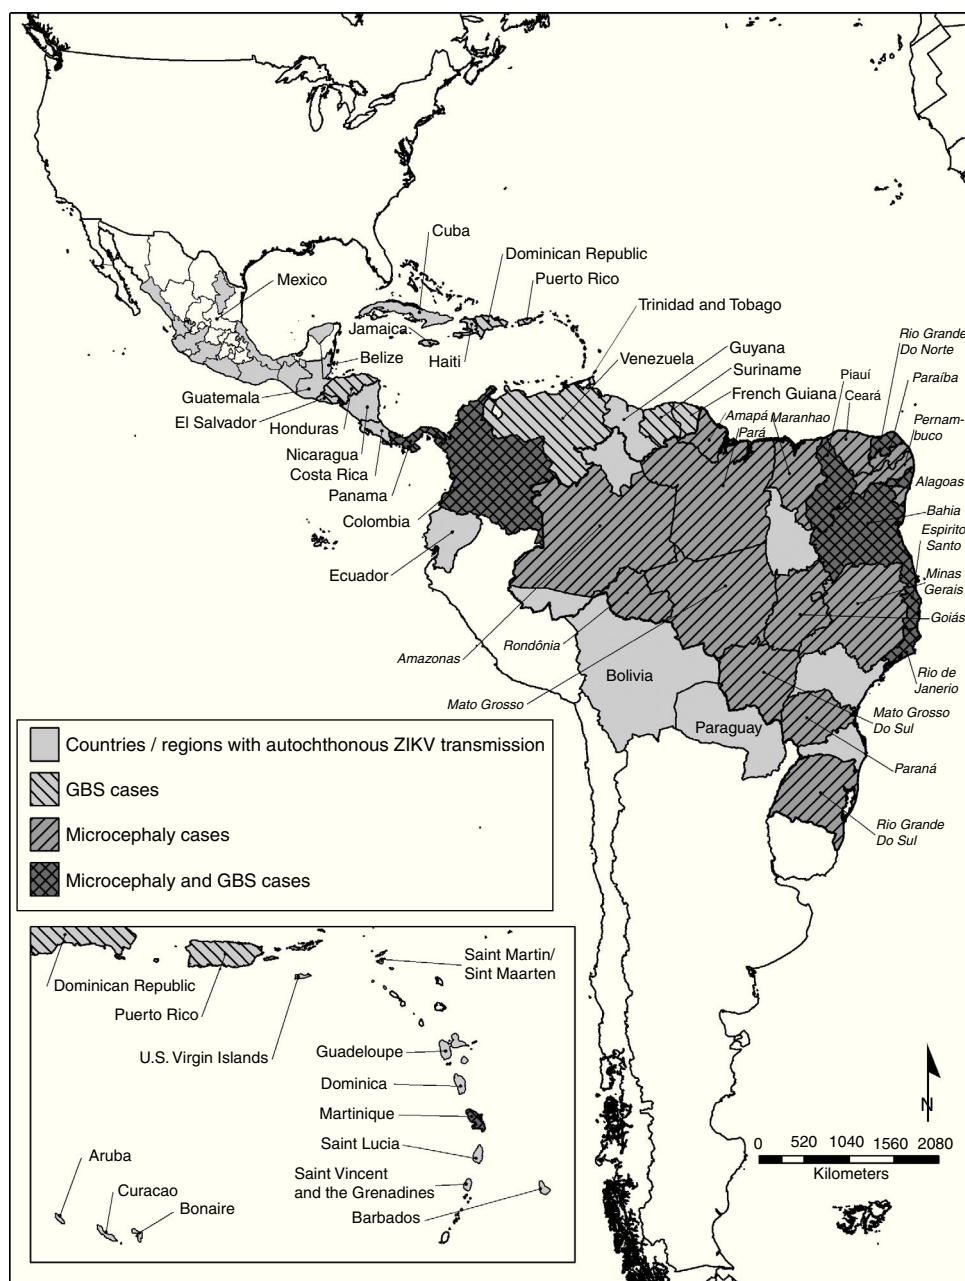 Cuba
Dominican Republic
Puerto Rico
Mexico
Trinidad and Tobago
Jamaica
Haiti
Belize
Venezuela
Guyana
Suriname
French Guiana
Rio Grande
Do Norte
Piauí
Ceará
Paraíba
Amapá
Maranhao
Pará
Pernam-
buco
Guatemala
El Salvador
Honduras
Nicaragua
Costa Rica
Panama
Colombia
Ecuador
Alagoas
Bahia
Espirito
Santo
Minas
Gerais
Goiás
Rio de
Janerio
Amazonas
Rondônia
Mato Grosso
Bolivia
Paraguay
Mato Grosso
Do Sul
Paraná
Rio Grande
Do Sul
Countries / regions with autochthonous ZIKV transmission
GBS cases
Microcephaly cases
Microcephaly and GBS cases
Dominican Republic
Puerto Rico
U.S. Virgin Islands
Saint Martin/
Sint Maarten
Guadeloupe
Dominica
Martinique
Saint Lucia
Saint Vincent
and the Grenadines
Barbados
Aruba
Curacao
Bonaire
N
0 520 1040 1560 2080
Kilometers